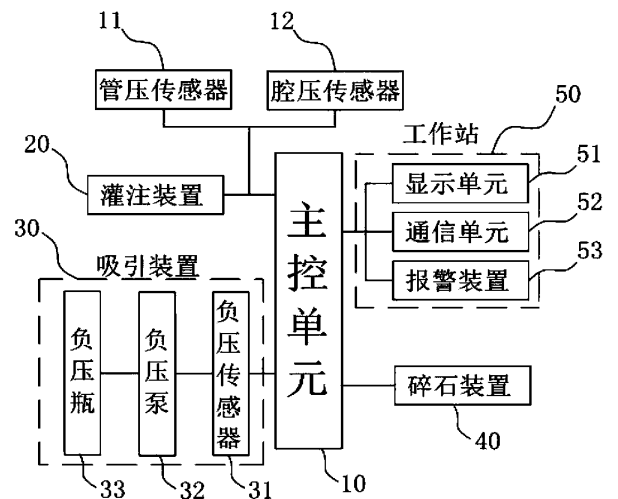 11
12
管压传感器
腔压传感器
工作站
50
20
灌注装置
51
显示单元
52
通信单元
53
报警装置
主控单元
30
吸引装置
负压瓶
负压泵
负压传感器
碎石装置
33
32
31
10
40